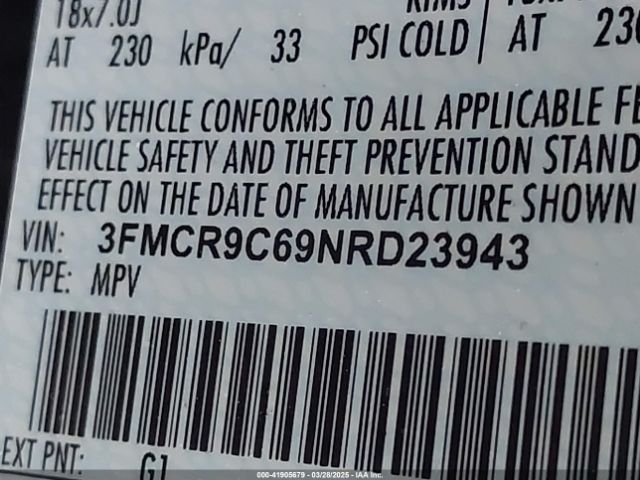 18x7.0J
AT 230 kPa/ 33 PSI COLD AT 230
THIS VEHICLE CONFORMS TO ALL APPLICABLE FE
VEHICLE SAFETY AND THEFT PREVENTION STAND
EFFECT ON THE DATE OF MANUFACTURE SHOWN
VIN: 3FMCR9C69NRD23943
TYPE: MPV
EXT PNT: G1
000-41905679 - 03/28/2025 - IAA Inc.